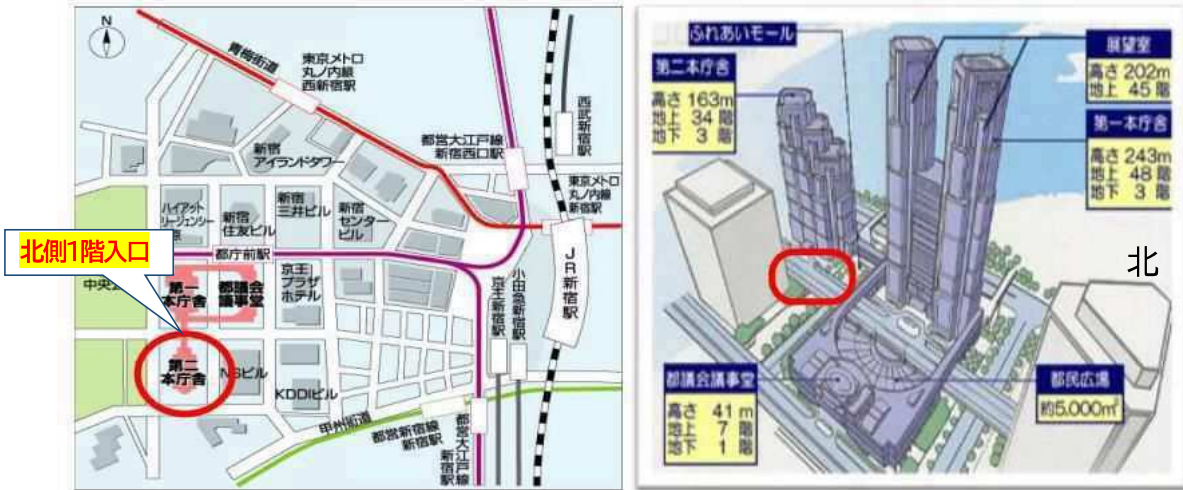 N
青梅街道
東京メトロ
丸ノ内線
西新宿駅
西武新宿駅
都営大江戸線
新宿西口駅
新宿
アイランドタワー
東京メトロ
丸ノ内線
新宿駅
ハイアット
リージェンシー
京
新宿
住友ビル
新宿
三井ビル
新宿
センター
ビル
北側1階入口
都庁前駅
JR新宿駅
小田急新宿駅
京王新宿駅
中央公
第一
本庁舎
都議会
議事堂
京王
プラザ
ホテル
第二
本庁舎
NSビル
KDDIビル
甲州街道
都営新宿線
新宿駅
都営大江戸線
新宿駅
ふれあいモール
第二本庁舎
高さ 163m
地上 34 階
地下 3 階
展望室
高さ 202m
地上 45 階
第一本庁舎
高さ 243m
地上 48 階
地下 3 階
北
都議会議事堂
高さ 41 m
地上 7 階
地下 1 階
都民広場
約5,000㎡